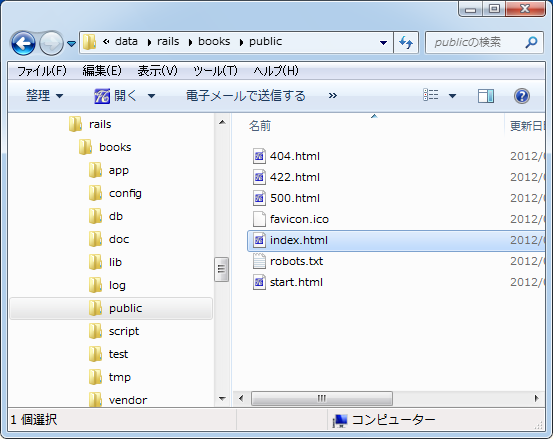 « data ▸ rails ▸ books ▸ public
publicの検索
ファイル(F) 編集(E) 表示(V) ツール(T) ヘルプ(H)
整理 開く 電子メールで送信する »
rails
books
app
config
db
doc
lib
log
public
script
test
tmp
vendor
名前 更新日
404.html 2012/
422.html 2012/
500.html 2012/
favicon.ico 2012/
index.html 2012/
robots.txt 2012/
start.html 2012/
1 個選択 コンピューター